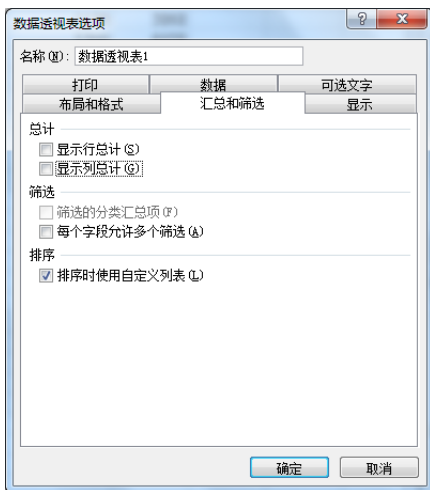 数据透视表选项
名称(N): 数据透视表1
打印 数据 可选文字
布局和格式 汇总和筛选 显示
总计
显示行总计(S)
显示列总计(G)
筛选
筛选的分类汇总项(F)
每个字段允许多个筛选(A)
排序
排序时使用自定义列表(L)
确定 取消